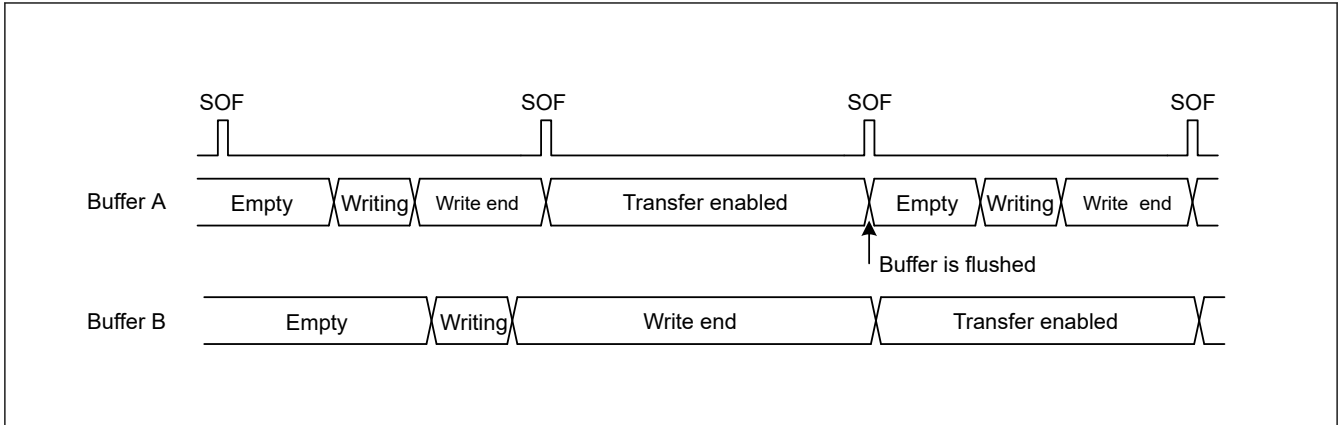 SOF SOF SOF SOF
Buffer A Empty Writing Write end Transfer enabled Empty Writing Write end
Buffer is flushed
Buffer B Empty Writing Write end Transfer enabled